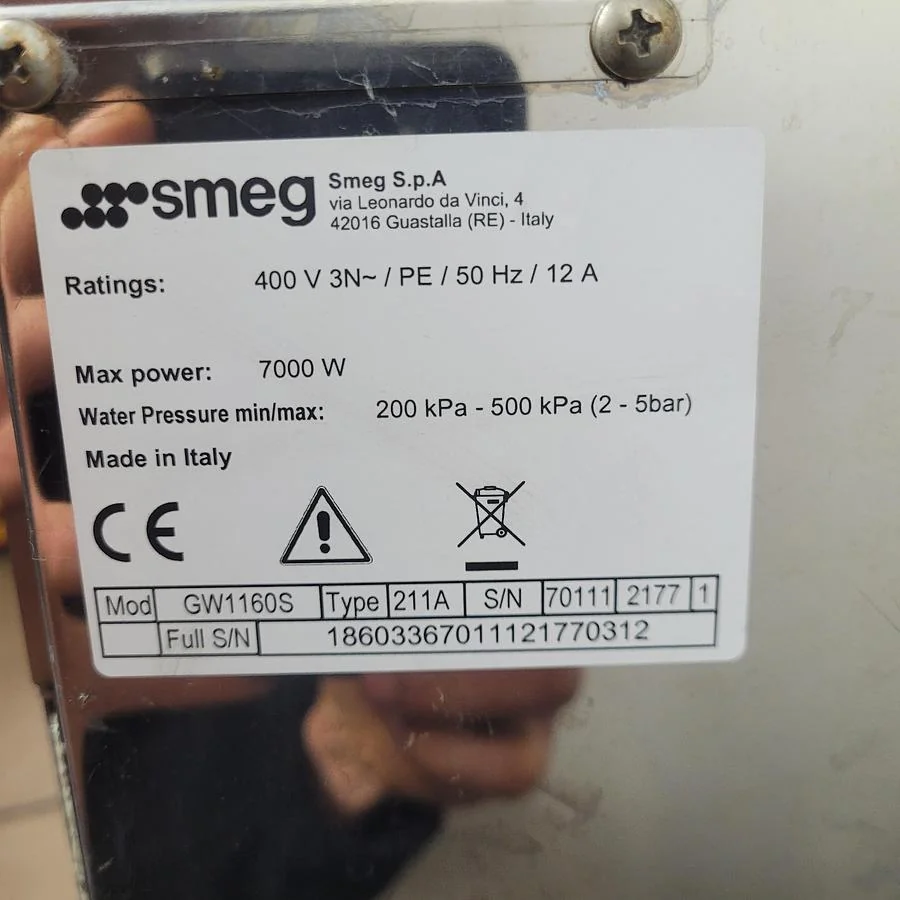 smeg
Smeg S.p.A
via Leonardo da Vinci, 4
42016 Guastalla (RE) - Italy
Ratings: 400 V 3N~ / PE / 50 Hz / 12 A
Max power: 7000 W
Water Pressure min/max: 200 kPa - 500 kPa (2 - 5bar)
Made in Italy
CE
Mod GW1160S Type 211A S/N 70111 2177 1
Full S/N 18603367011121770312